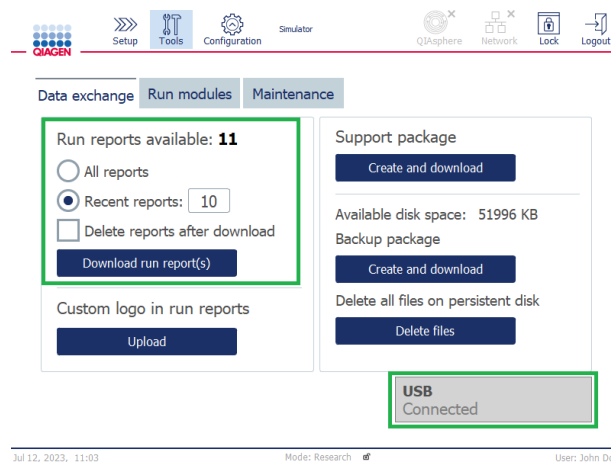 QIAGEN
Setup
Tools
Configuration
Simulator
QIAsphere
Network
Lock
Logout
Data exchange
Run modules
Maintenance
Run reports available: 11
All reports
Recent reports: 10
Delete reports after download
Download run report(s)
Custom logo in run reports
Upload
Support package
Create and download
Available disk space: 51996 KB
Backup package
Create and download
Delete all files on persistent disk
Delete files
USB
Connected
Jul 12, 2023, 11:03
Mode: Research
User: John Do